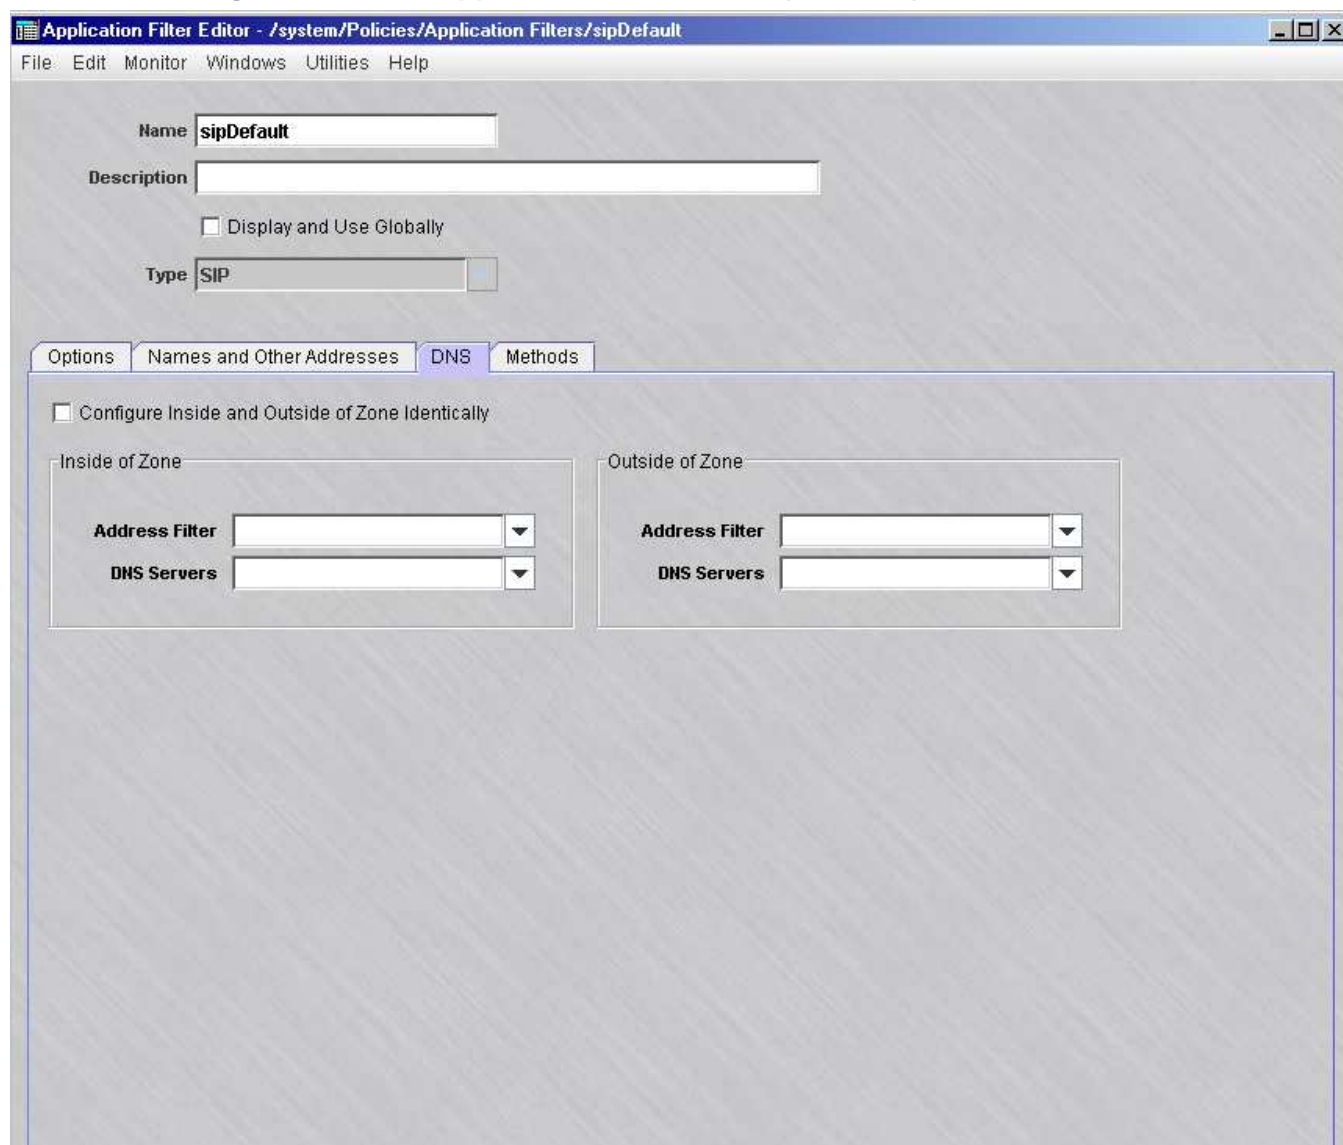 Application Filter Editor - /system/Policies/Application Filters/sipDefault
File Edit Monitor Windows Utilities Help
Name sipDefault
Description
Display and Use Globally
Type SIP
Options Names and Other Addresses DNS Methods
Configure Inside and Outside of Zone Identically
Inside of Zone Outside of Zone
Address Filter Address Filter
DNS Servers DNS Servers